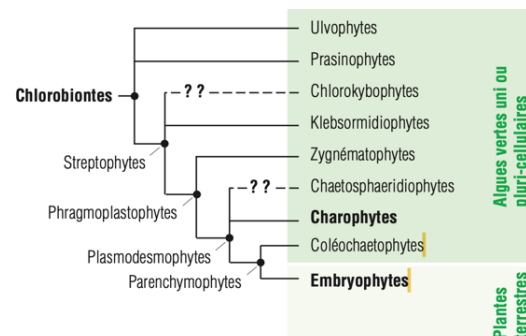 Ulvophytes
Prasinophytes
Chlorobiontes
? ?
Chlorokybophytes
Klebsormidiophytes
Streptophytes
Zygnématophytes
? ?
Chaetosphaeridiophytes
Phragmoplastophytes
Charophytes
Plasmodesmophytes
Coléochaetophytes
Parenchymophytes
Embryophytes
Algues vertes uni ou
pluri-cellulaires
Plantes
terrestres